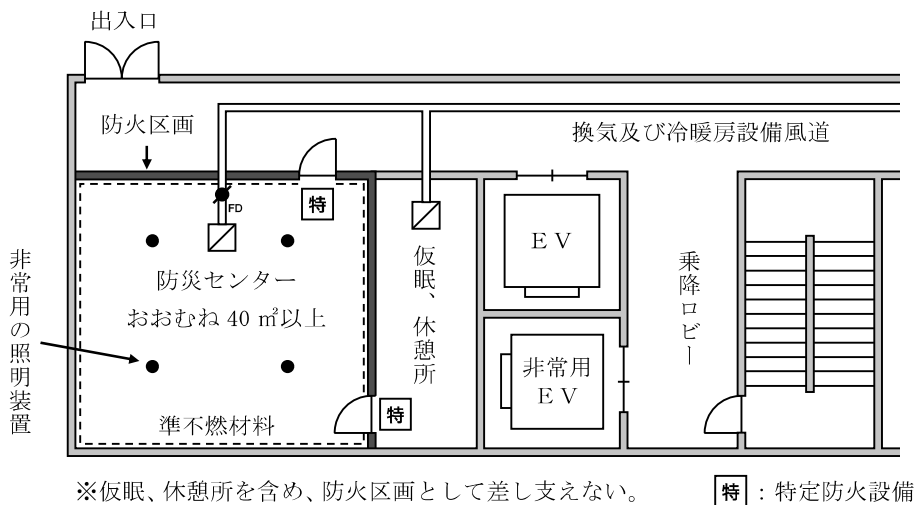 出入口
防火区画
換気及び冷暖房設備風道
FD
特
EV
仮眠、休憩所
乗降ロビー
防災センター
おおむね 40 ㎡以上
非常用の照明装置
非常用
EV
特
準不燃材料
※仮眠、休憩所を含め、防火区画として差し支えない。
特：特定防火設備